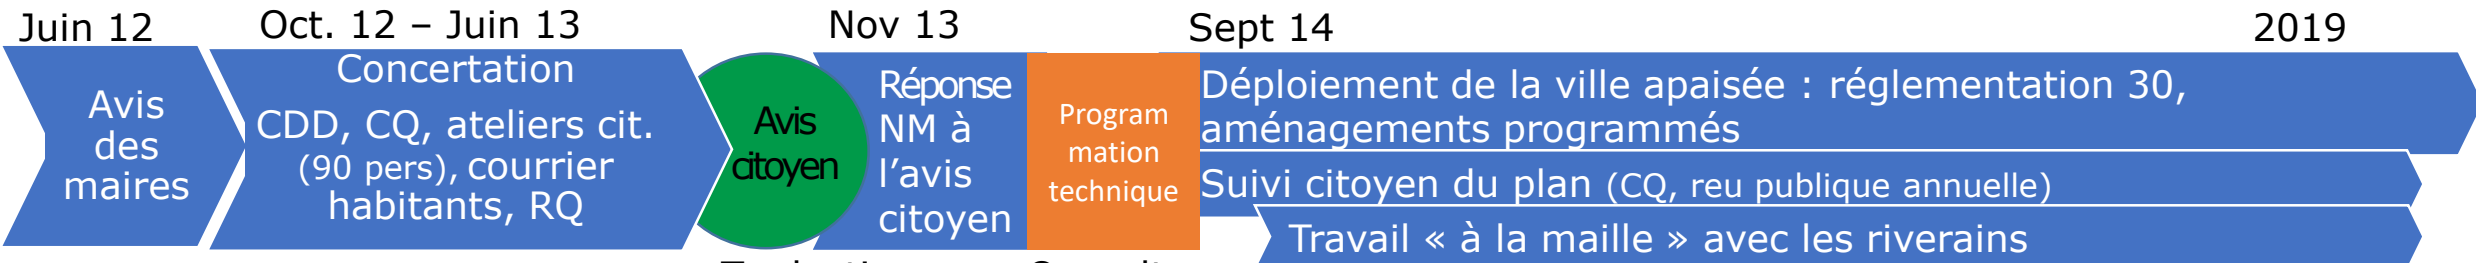 Juin 12
Oct. 12 – Juin 13
Nov 13
Sept 14
2019
Avis
des
maires
Concertation
CDD, CQ, ateliers cit.
(90 pers), courrier
habitants, RQ
Avis
citoyen
Réponse
NM à
l’avis
citoyen
Program
mation
technique
Déploiement de la ville apaisée : réglementation 30,
aménagements programmés
Suivi citoyen du plan (CQ, reu publique annuelle)
Travail « à la maille » avec les riverains